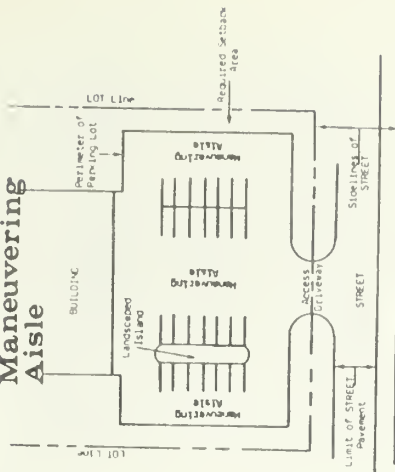 Maneuvering
Aisle
LOT LINE
LOT LINE
BUILDING
Perimeter of
Parking Lot
Required Setback
Area
Landscaped
Island
Maneuvering
Aisle
Maneuvering
Aisle
Maneuvering
Aisle
Access
Driveway
Sidelines of
STREET
STREET
Limit of STREET
Pavement